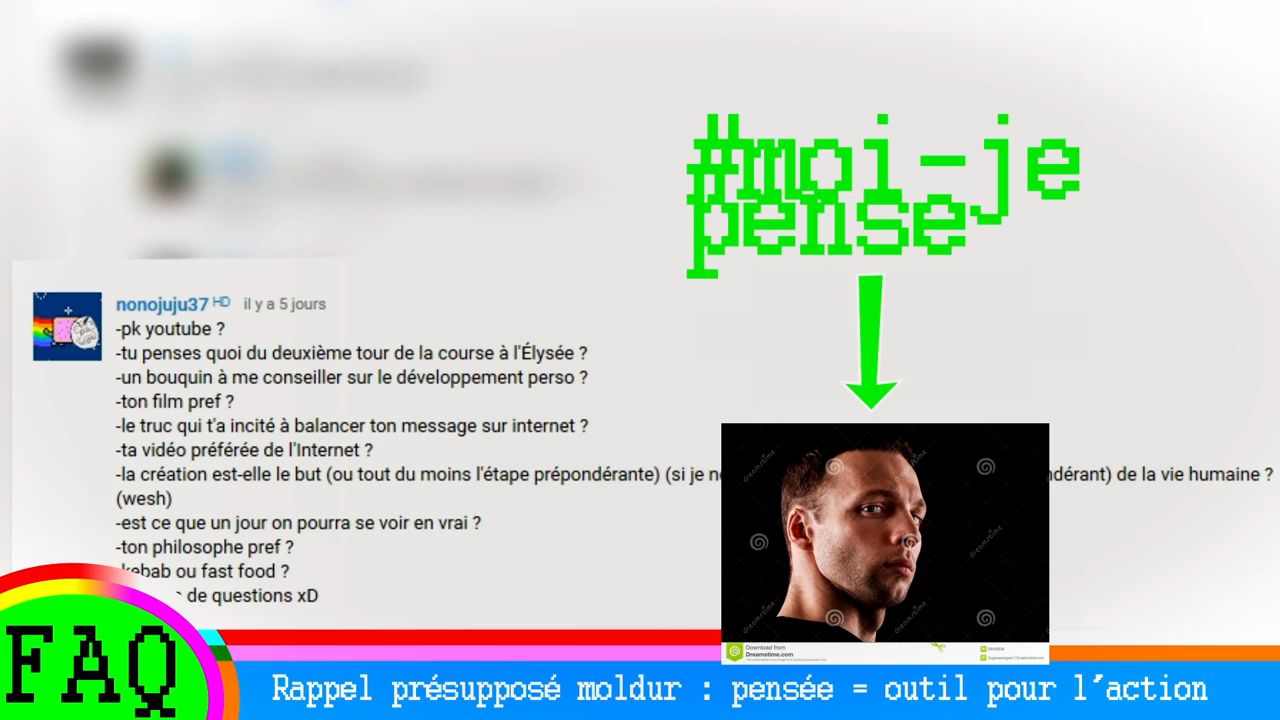 #moi-je
pense
nonojuju37 HD il y a 5 jours
-pk youtube ?
-tu penses quoi du deuxième tour de la course à l'Élysée ?
-un bouquin à me conseiller sur le développement perso ?
-ton film pref ?
-le truc qui t'a incité à balancer ton message sur internet ?
-ta vidéo préférée de l'Internet ?
-la création est-elle le but (ou tout du moins l'étape prépondérante) (si je de la vie humaine ?
(wesh)
-est ce que un jour on pourra se voir en vrai ?
-ton philosophe pref ?
kebab ou fast food ?
de questions xD
dreamstime
Download from
Dreamstime.com
FAQ
Rappel présupposé moldur : pensée = outil pour l'action